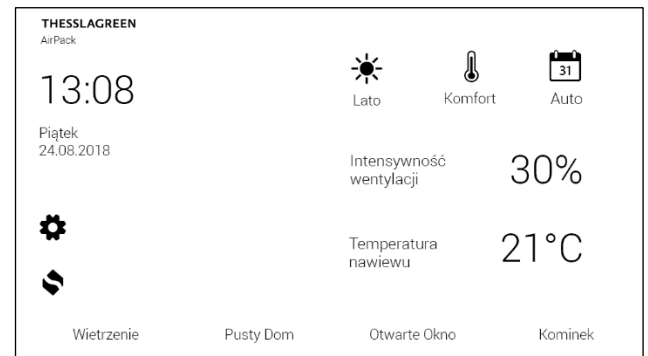 THESSLAGREEN
AirPack
13:08
Piątek
24.08.2018
31
Lato
Komfort
Auto
Intensywność
wentylacji
30%
Temperatura
nawiewu
21°C
Wietrzenie
Pusty Dom
Otwarte Okno
Kominek